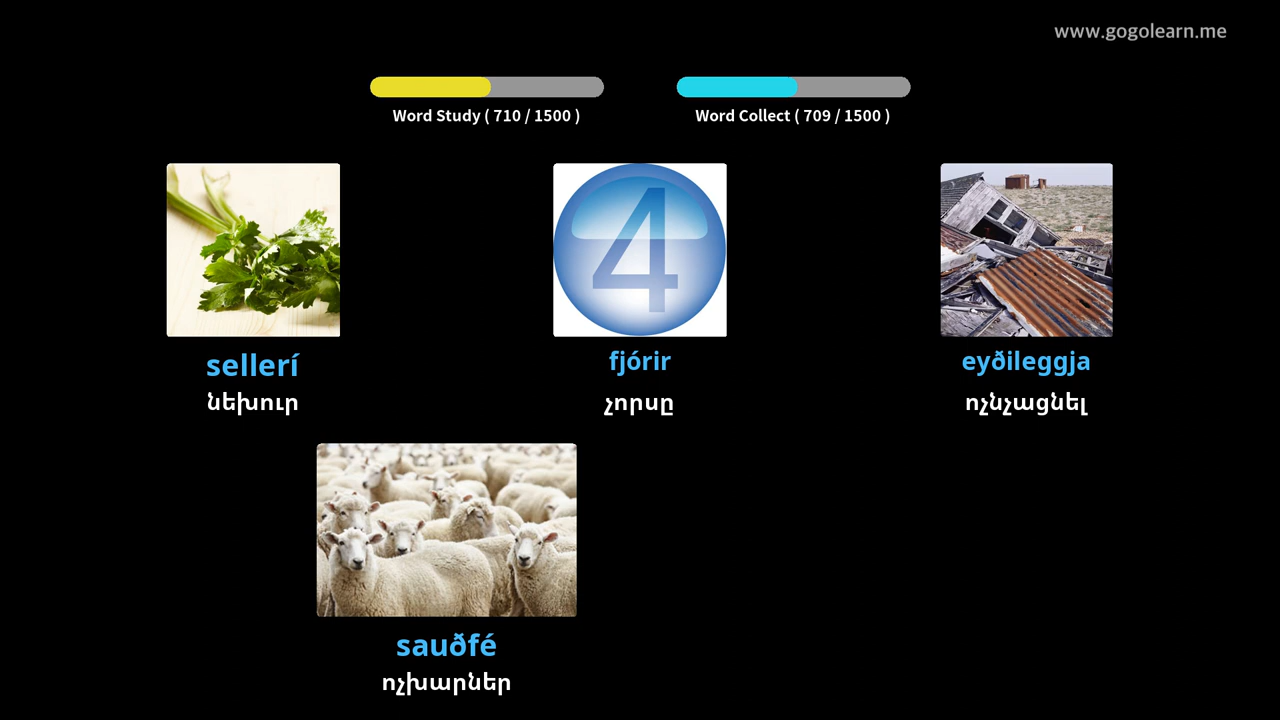 www.gogolearn.me
Word Study ( 710 / 1500 )
Word Collect ( 709 / 1500 )
4
sellerí
նեխուր
fjórir
չորսը
eyðileggja
ոչնչացնել
sauðfé
ոչխարներ